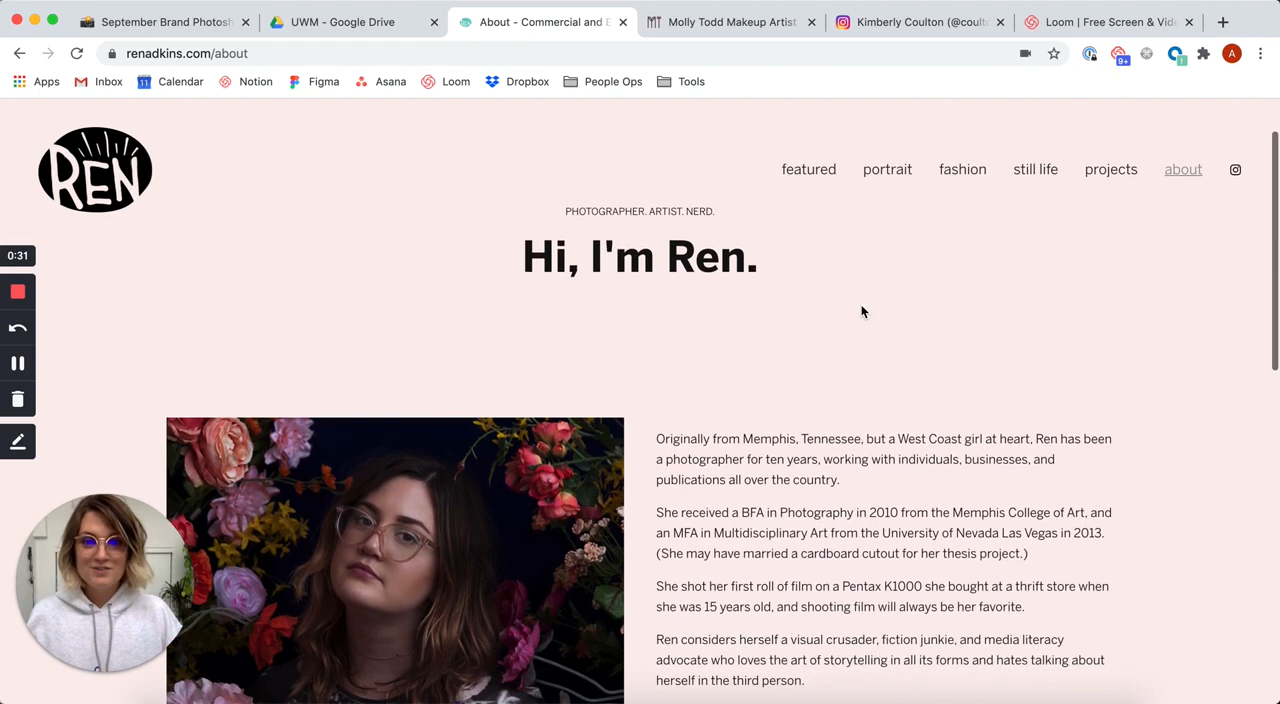 September Brand Photosh
UWM - Google Drive
About - Commercial and E
Molly Todd Makeup Artist
Kimberly Coulton (@coult
Loom | Free Screen & Vide
renadkins.com/about
9+
A
Apps
Inbox
11
Calendar
Notion
Figma
Asana
Loom
Dropbox
People Ops
Tools
REN
featured
portrait
fashion
still life
projects
about
PHOTOGRAPHER. ARTIST. NERD.
Hi, I'm Ren.
0:31
Originally from Memphis, Tennessee, but a West Coast girl at heart, Ren has been
a photographer for ten years, working with individuals, businesses, and
publications all over the country.
She received a BFA in Photography in 2010 from the Memphis College of Art, and
an MFA in Multidisciplinary Art from the University of Nevada Las Vegas in 2013.
(She may have married a cardboard cutout for her thesis project.)
She shot her first roll of film on a Pentax K1000 she bought at a thrift store when
she was 15 years old, and shooting film will always be her favorite.
Ren considers herself a visual crusader, fiction junkie, and media literacy
advocate who loves the art of storytelling in all its forms and hates talking about
herself in the third person.